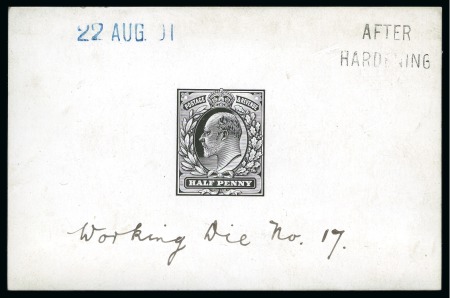 22 AUG. 01
AFTER
HARDENING
POSTAGE & REVENUE
HALF PENNY
Working Die No. 17.